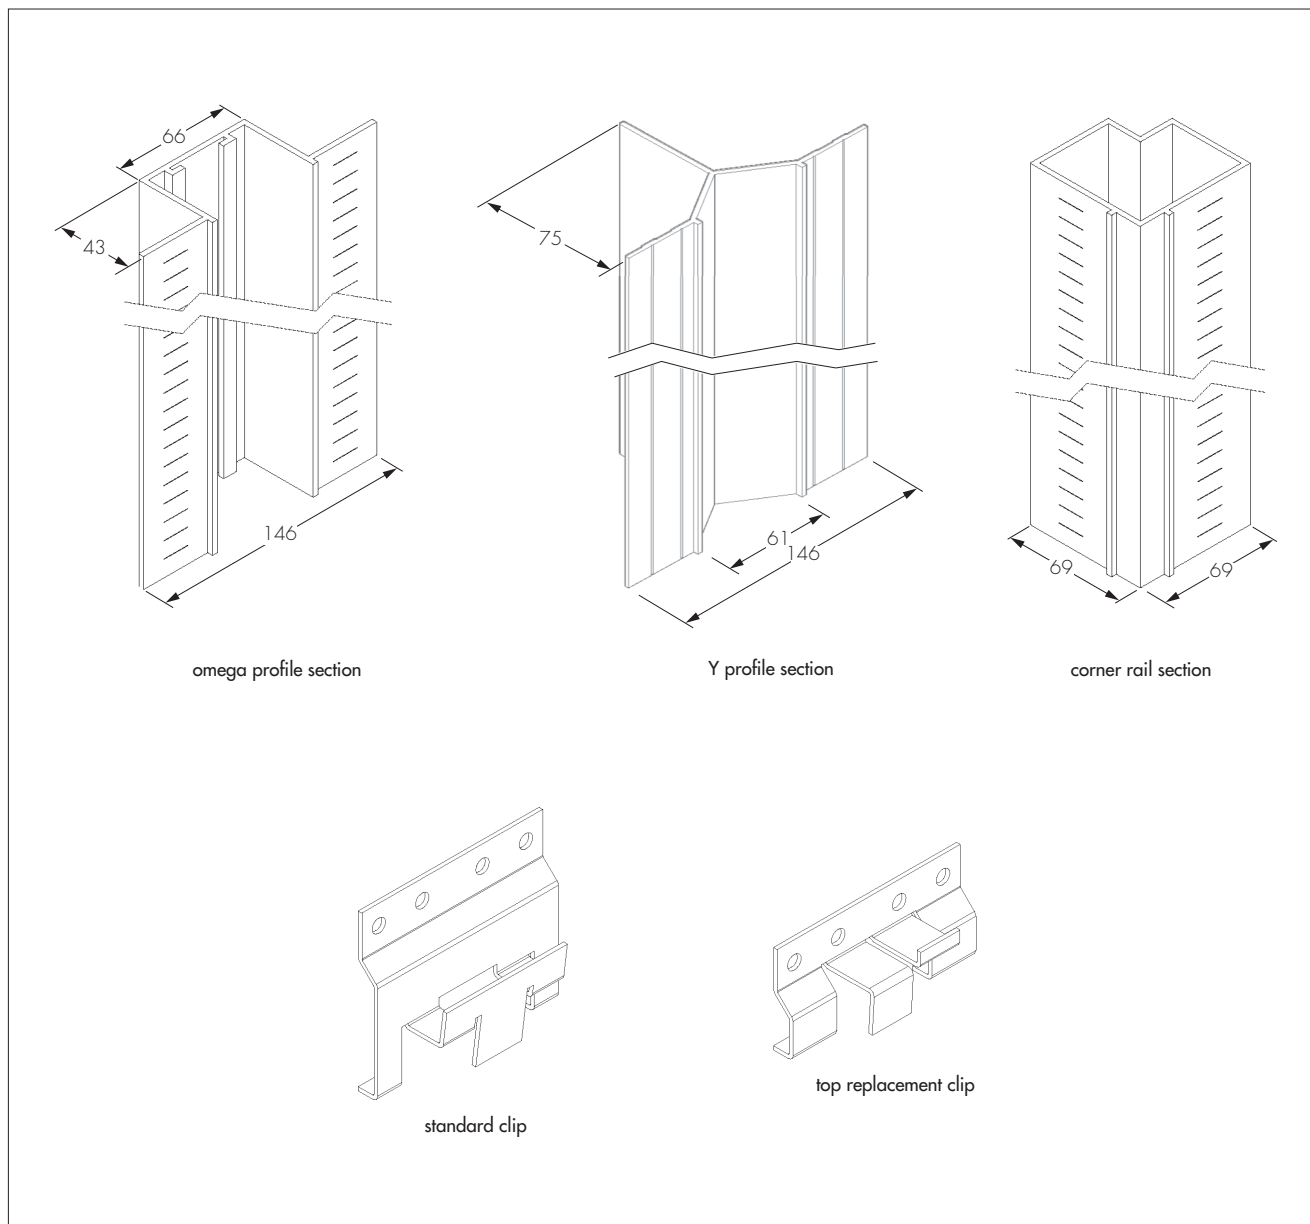 66
43
146
omega profile section
75
61
146
Y profile section
69
69
corner rail section
standard clip
top replacement clip